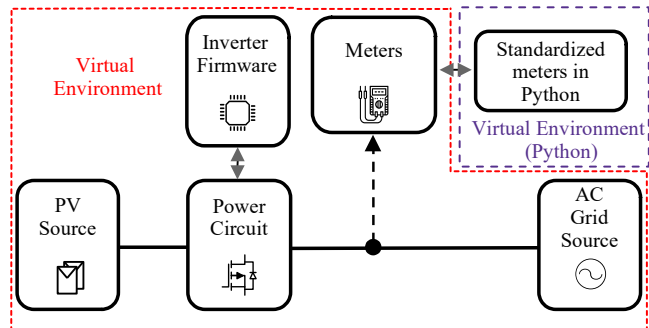 Virtual
Environment
Inverter
Firmware
Meters
Standardized
meters in
Python
Virtual Environment
(Python)
PV
Source
Power
Circuit
AC
Grid
Source